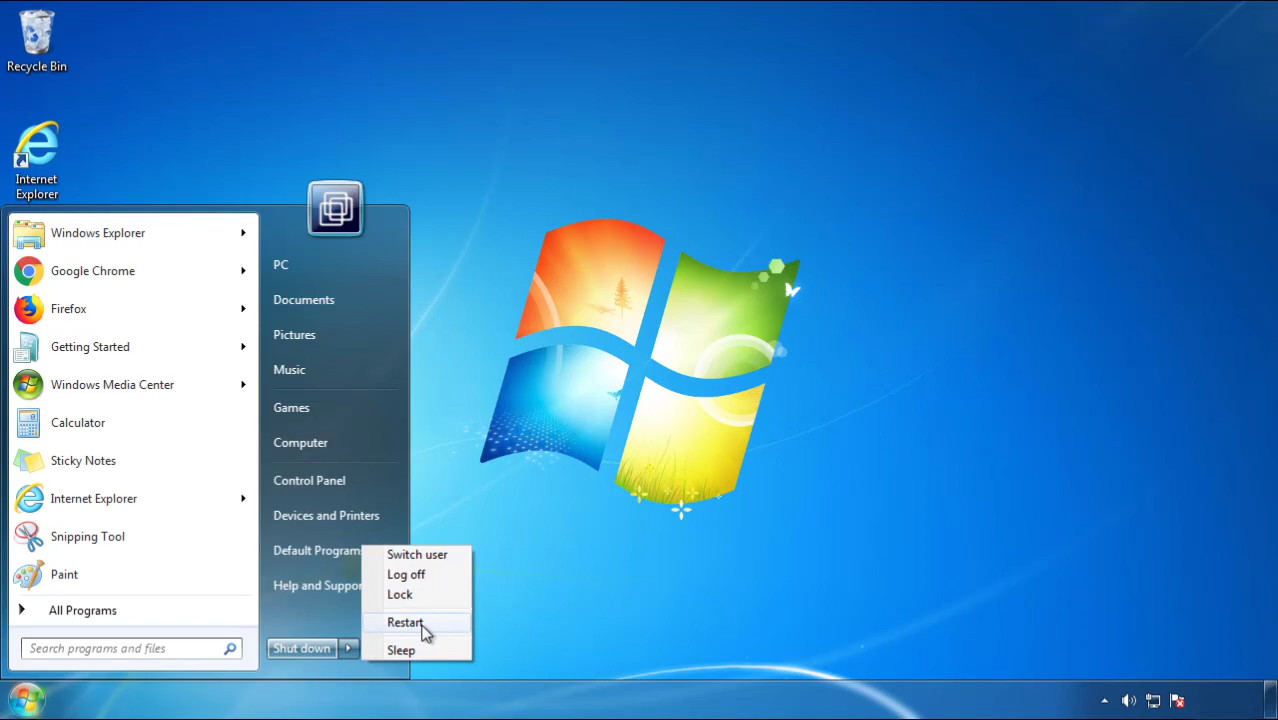 Recycle Bin
Internet
Explorer
Windows Explorer
Google Chrome
Firefox
Getting Started
Windows Media Center
Calculator
Sticky Notes
Internet Explorer
Snipping Tool
Paint
All Programs
Search programs and files
PC
Documents
Pictures
Music
Games
Computer
Control Panel
Devices and Printers
Default Program
Help and Suppor
Shut down
Switch user
Log off
Lock
Restart
Sleep